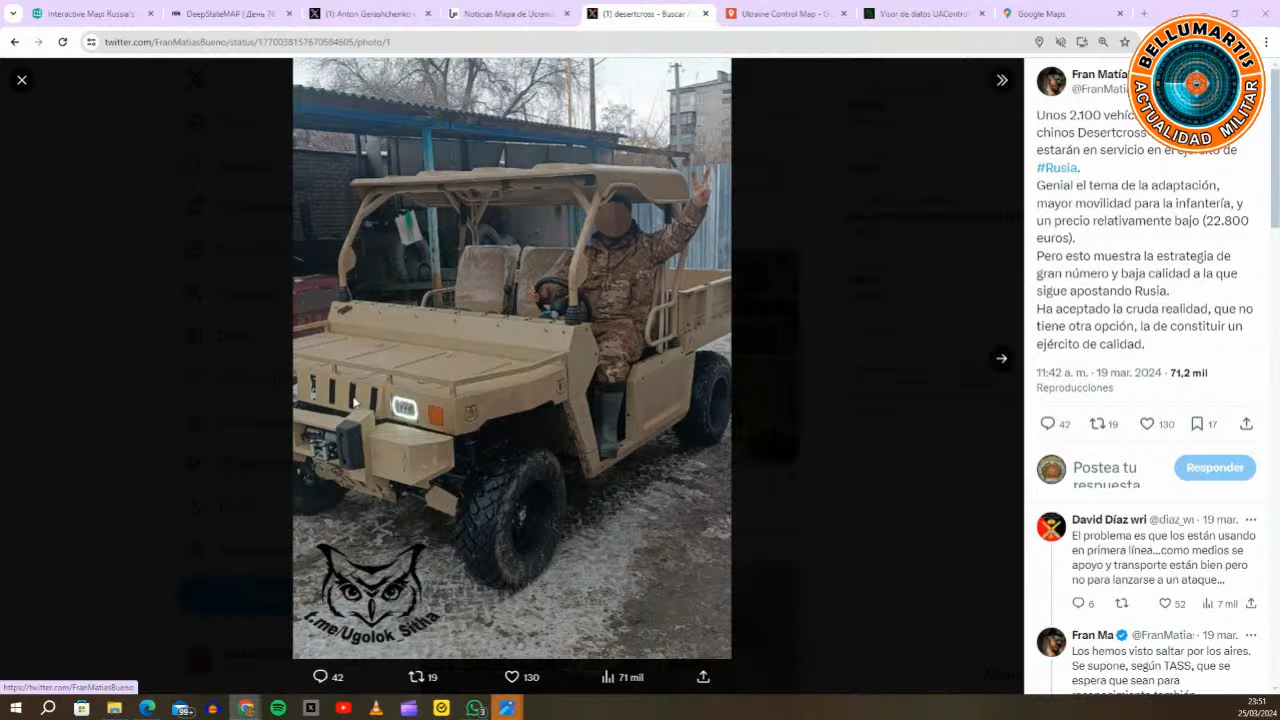 Interactive Map: Russia's
DeepStateMAP | День 76
(1) Anton Gerashchenko
Noticias Mapa de Ucrani
(1) desertcross - Buscar /
Ukraine Control Map - G
Visor de datos UAControl
Google Maps
twitter.com/FranMatiasBueno/status/1770038157670584605/photo/1
BELLUMARTIS
ACTUALIDAD MILITAR
Fran Matía
@FranMatia
Unos 2.100 vehíc
chinos Desertcross
estarán en servicio en el ejército de
#Rusia.
Genial el tema de la adaptación,
mayor movilidad para la infantería, y
un precio relativamente bajo (22.800
euros).
Pero esto muestra la estrategia de
gran número y baja calidad a la que
sigue apostando Rusia.
Ha aceptado la cruda realidad, que no
tiene otra opción, la de constituir un
ejército de calidad.
11:42 a. m. · 19 mar. 2024 · 71,2 mil
Reproducciones
42 19 130 17
Postea tu
respuesta
Responder
David Díaz wri @diaz_wr · 19 mar.
El problema es que los están usando
en primera línea...como medios se
apoyo y transporte están bien pero
no para lanzarse a un ataque...
6 52 7 mil
Fran Ma @FranMatia · 19 mar.
Los hemos visto saltar por los aires.
Se supone, según TASS, que se
espera que sean para
reconocimiento también
t.me/Ugolok_Sitha
42 19 130 71 mil
https://twitter.com/FranMatiasBueno
99+
3
23:51
25/03/2024